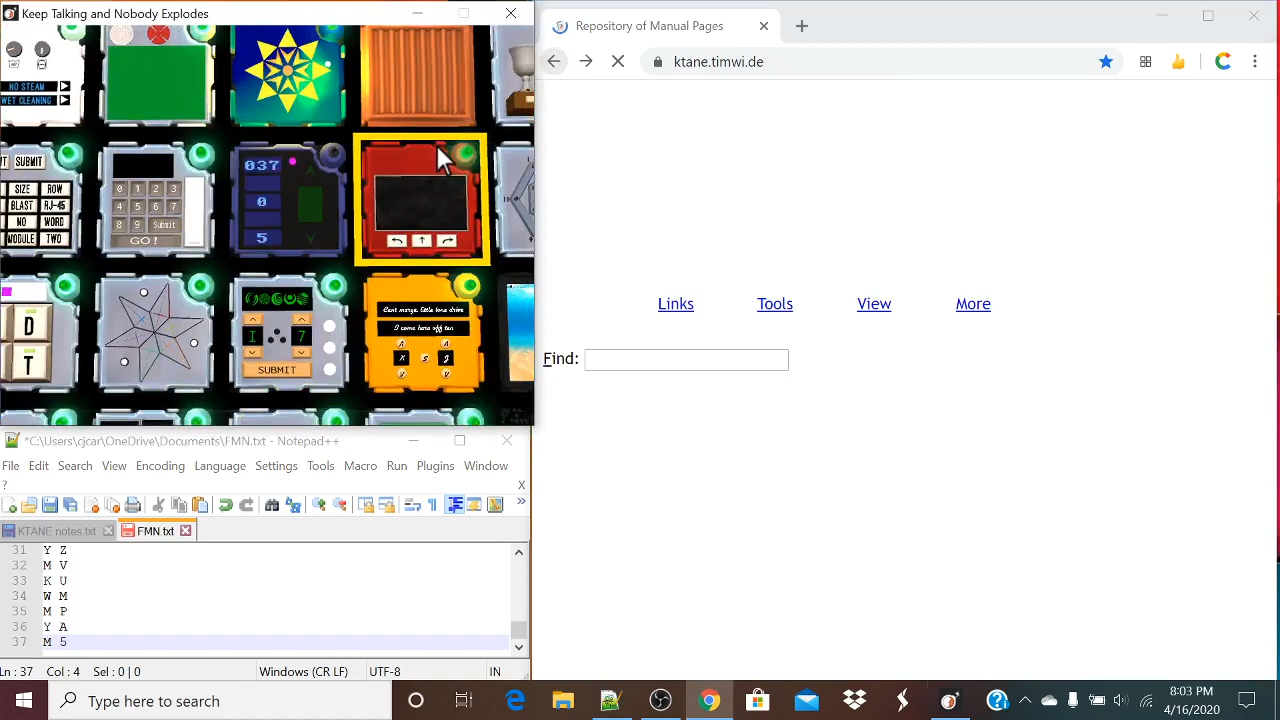 Keep Talking and Nobody Explodes
NO STEAM
WET CLEANING
SUBMIT
SIZE ROW
BLAST RJ-45
NO WORD
MODULE TWO
0 1 2 3
4 5 6 7
8 9 Submit
GO!
037
0
5
D
T
I 7
SUBMIT
Cant marge, little tone drive
I come here off ten
X S J
Repository of Manual Pages
ktane.timwi.de
Links Tools View More
Find:
*C:\Users\cjcar\OneDrive\Documents\FMN.txt - Notepad++
File Edit Search View Encoding Language Settings Tools Macro Run Plugins Window
? X
KTANE notes.txt FMN.txt
31 Y Z
32 M V
33 K U
34 W M
35 M P
36 Y A
37 M 5
Ln : 37 Col : 4 Sel : 0 | 0 Windows (CR LF) UTF-8 IN
Type here to search
8:03 PM
4/16/2020